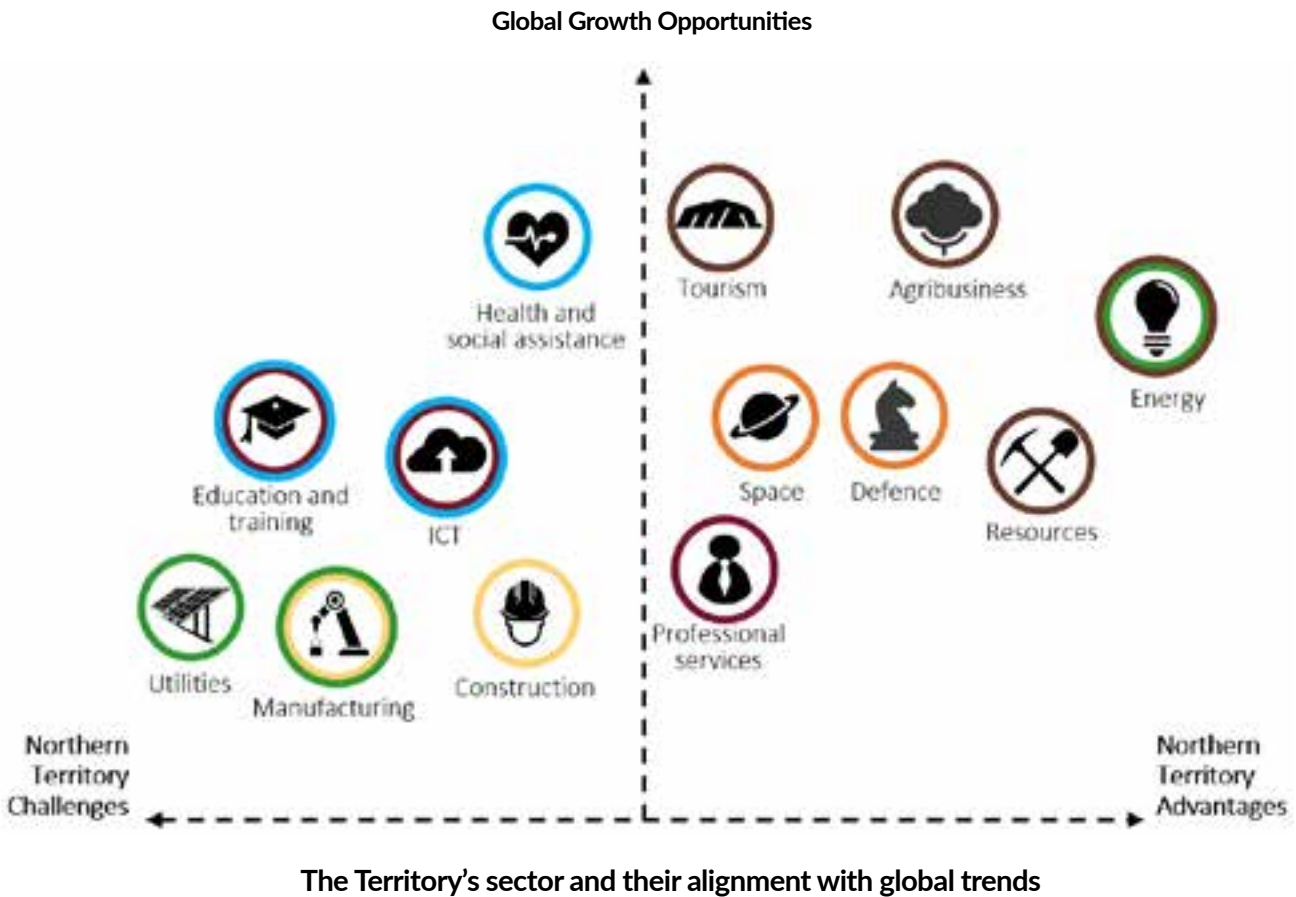 Global Growth Opportunities
Health and
social assistance
Tourism
Agribusiness
Energy
Education and
training
ICT
Space
Defence
Resources
Utilities
Manufacturing
Construction
Professional
services
Northern
Territory
Challenges
Northern
Territory
Advantages
The Territory’s sector and their alignment with global trends